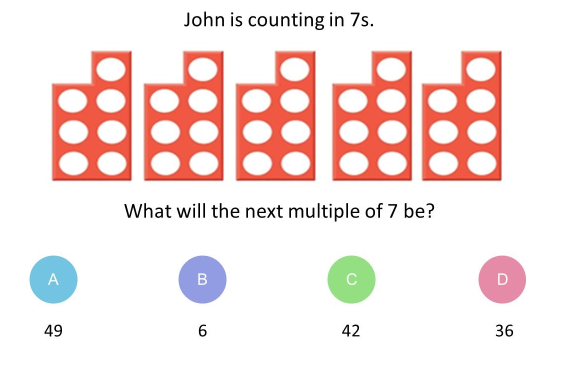 John is counting in 7s.
What will the next multiple of 7 be?
A B C D
49 6 42 36